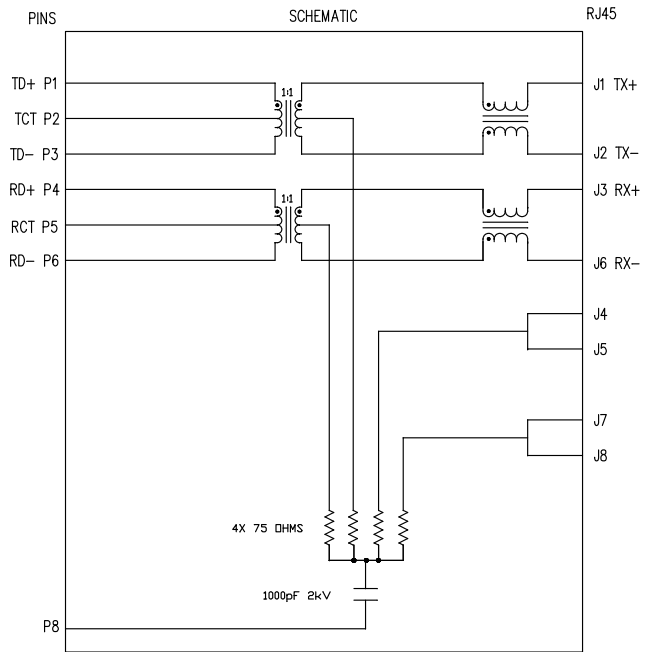 PINS
SCHEMATIC
RJ45
TD+ P1
1:1
J1 TX+
TCT P2
TD- P3
J2 TX-
RD+ P4
1:1
J3 RX+
RCT P5
RD- P6
J6 RX-
J4
J5
J7
J8
4X 75 OHMS
1000pF 2kV
P8